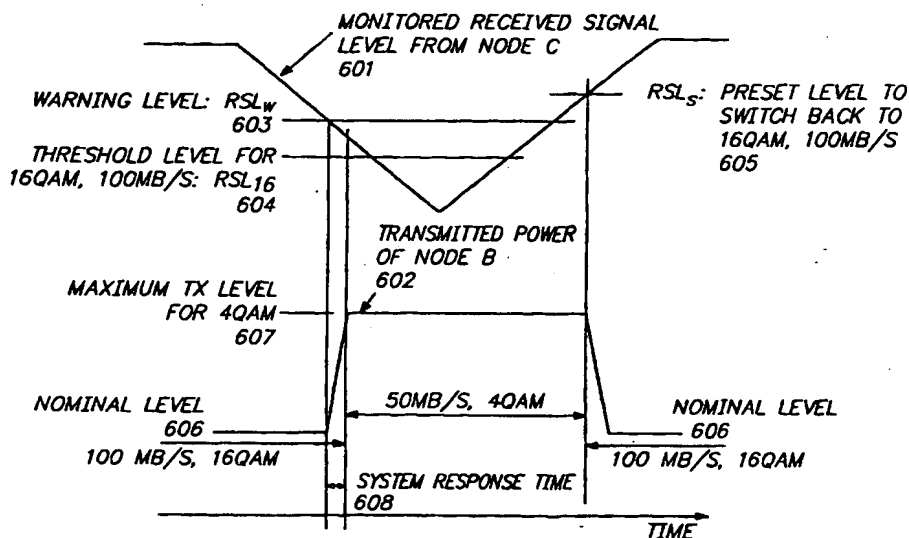 MONITORED RECEIVED SIGNAL
LEVEL FROM NODE C
601
WARNING LEVEL: RSLw
603
RSLs: PRESET LEVEL TO
SWITCH BACK TO
16QAM, 100MB/S
605
THRESHOLD LEVEL FOR
16QAM, 100MB/S: RSL16
604
TRANSMITTED POWER
OF NODE B
602
MAXIMUM TX LEVEL
FOR 4QAM
607
NOMINAL LEVEL
606
50MB/S, 4QAM
NOMINAL LEVEL
606
100 MB/S, 16QAM
100 MB/S, 16QAM
SYSTEM RESPONSE TIME
608
TIME